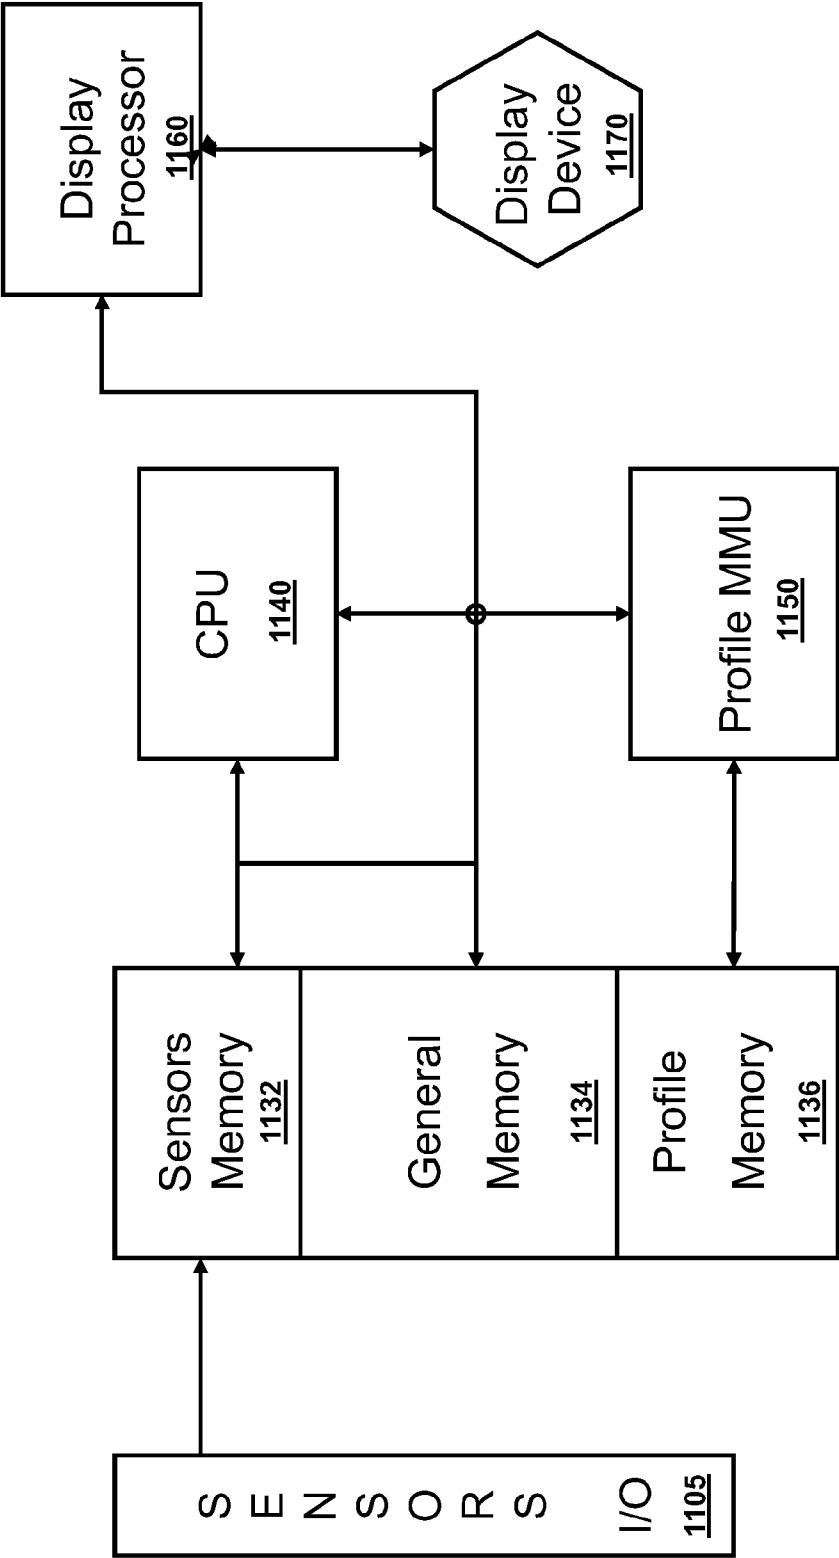 SENSORS
I/O
1105
Sensors
Memory
1132
General
Memory
1134
Profile
Memory
1136
CPU
1140
Profile MMU
1150
Display
Processor
1160
Display
Device
1170